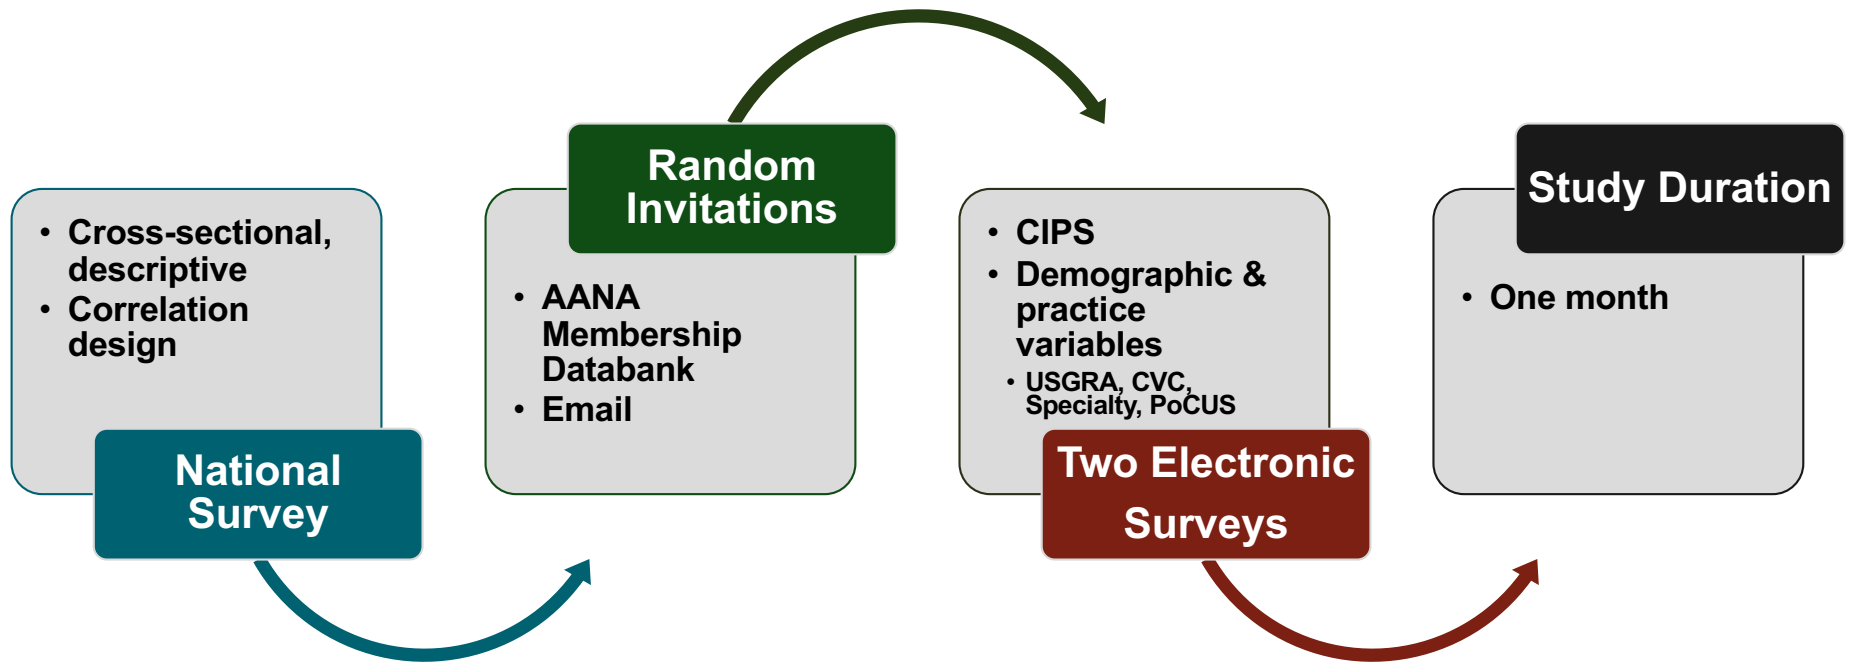 • Cross-sectional,
descriptive
• Correlation
design
National
Survey
Random
Invitations
• AANA
Membership
Databank
• Email
• CIPS
• Demographic &
practice
variables
• USGRA, CVC,
Specialty, PoCUS
Two Electronic
Surveys
Study Duration
• One month